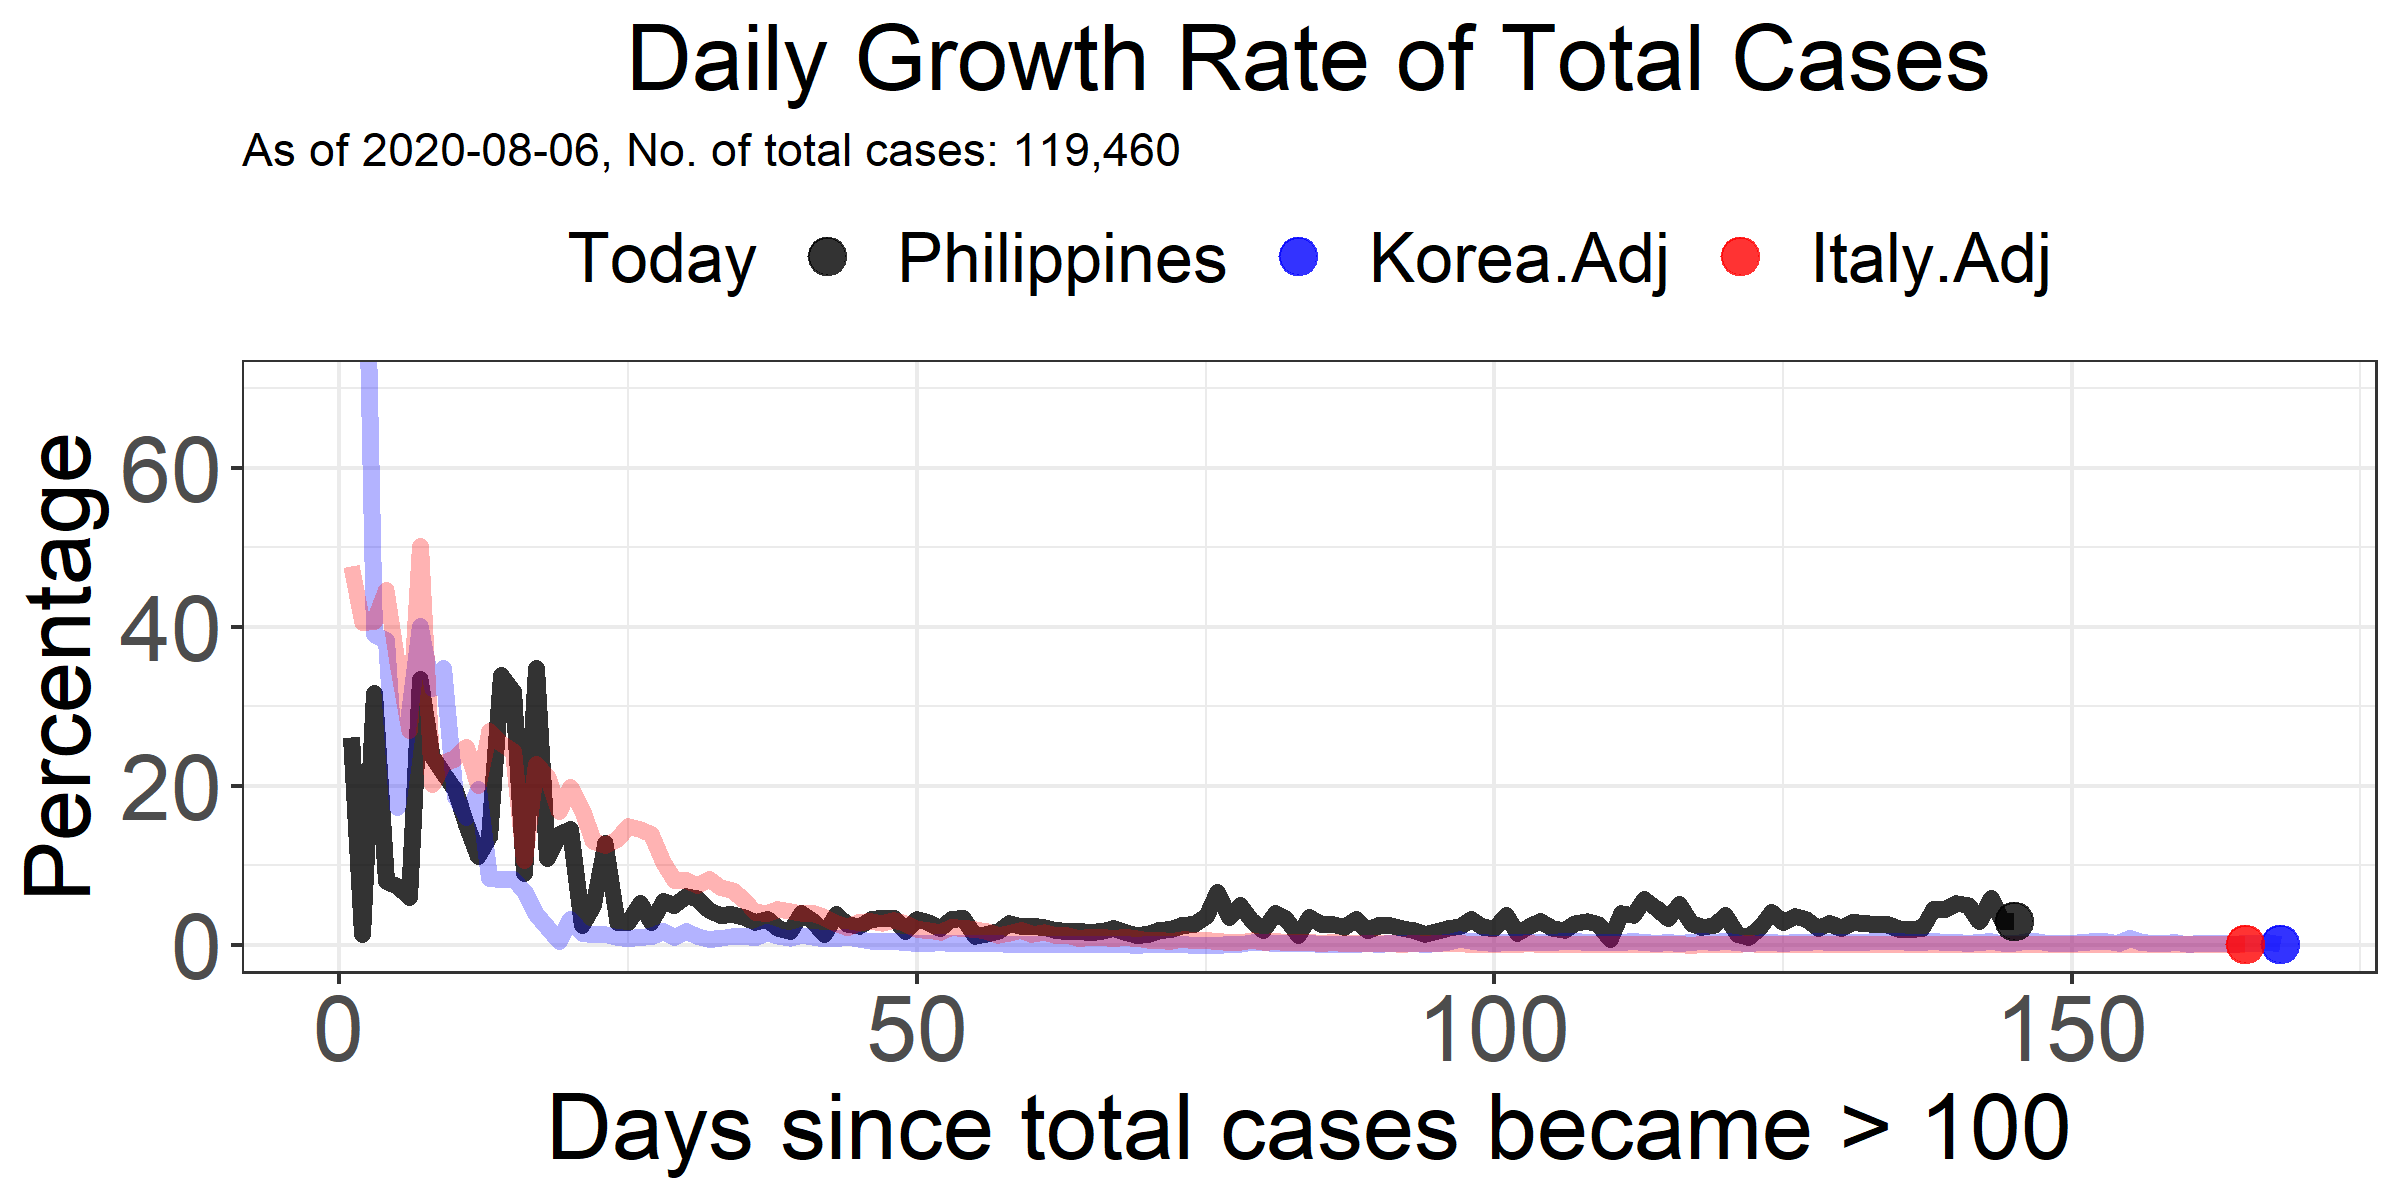 Daily Growth Rate of Total Cases
As of 2020-08-06, No. of total cases: 119,460
Today Philippines Korea.Adj Italy.Adj
Percentage
60
40
20
0
0 50 100 150
Days since total cases became > 100